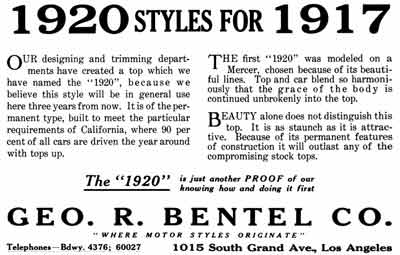 1920 STYLES FOR 1917
OUR designing and trimming depart-
ments have created a top which we
have named the "1920", because we
believe this style will be in general use
here three years from now. It is of the per-
manent type, built to meet the particular
requirements of California, where 90 per
cent of all cars are driven the year around
with tops up.
THE first "1920" was modeled on a
Mercer, chosen because of its beauti-
ful lines. Top and car blend so harmoni-
ously that the grace of the body is
continued unbrokenly into the top.
BEAUTY alone does not distinguish this
top. It is as staunch as it is attrac-
tive. Because of its permanent features
of construction it will outlast any of the
compromising stock tops.
The "1920" is just another PROOF of our
knowing how and doing it first
GEO. R. BENTEL CO.
"WHERE MOTOR STYLES ORIGINATE"
Telephones—Bdwy. 4376; 60027
1015 South Grand Ave., Los Angeles